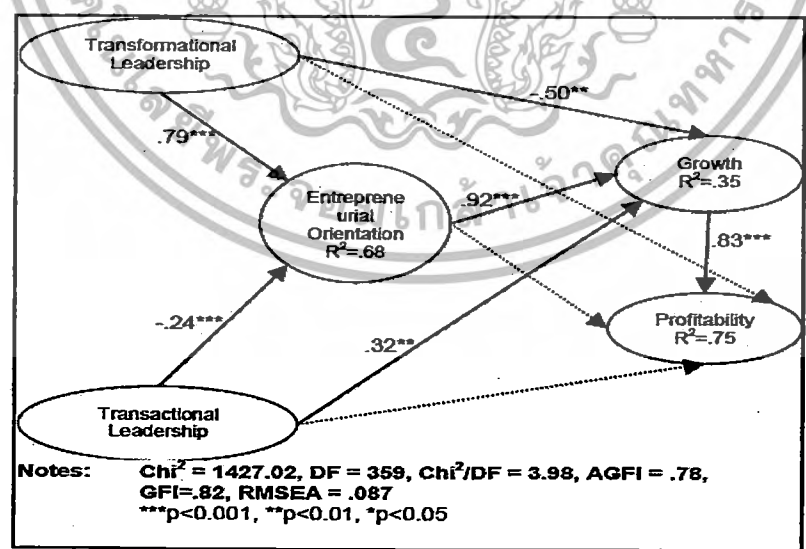 Transformational
Leadership
-.50**
.79***
Growth
R²=.35
Entreprene
urial
Orientation
R²=.68
.92***
.83***
-.24***
.32**
Profitability
R²=.75
Transactional
Leadership
Notes: Chi² = 1427.02, DF = 359, Chi²/DF = 3.98, AGFI = .78,
GFI=.82, RMSEA = .087
***p<0.001, **p<0.01, *p<0.05